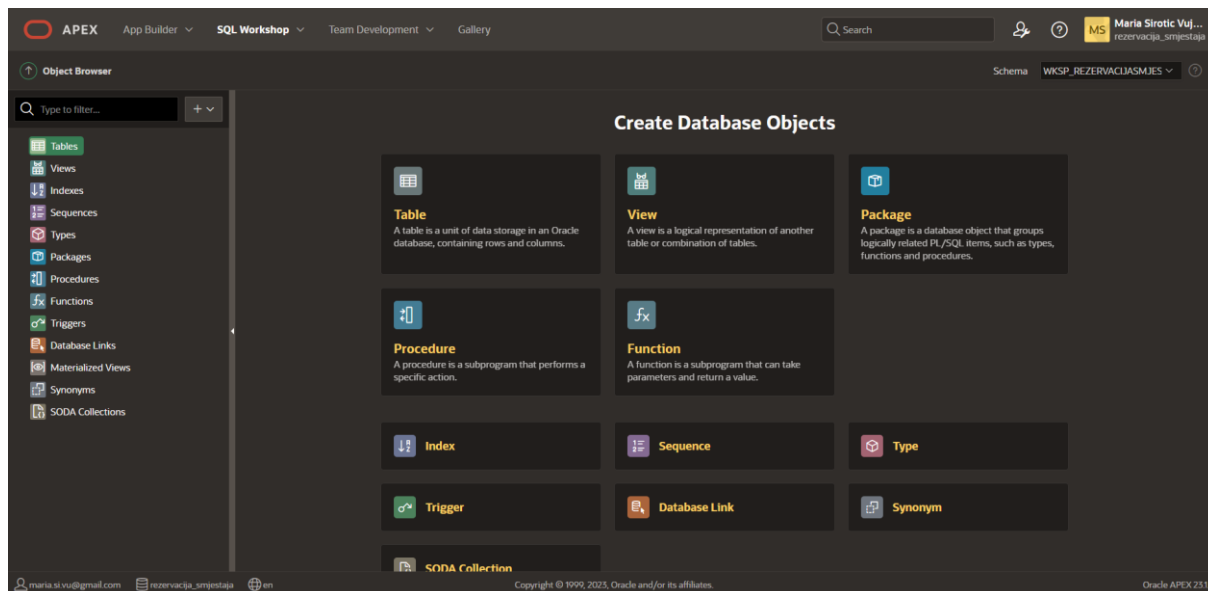 APEX App Builder SQL Workshop Team Development Gallery Search MS Maria Sirotic Vuj...
rezervacija_smjestaja
Object Browser Schema WKSP_REZERVACIJASMJES
Type to filter...
Tables
Views
Indexes
Sequences
Types
Packages
Procedures
Functions
Triggers
Database Links
Materialized Views
Synonyms
SODA Collections
Create Database Objects
Table
A table is a unit of data storage in an Oracle
database, containing rows and columns.
View
A view is a logical representation of another
table or combination of tables.
Package
A package is a database object that groups
logically related PL/SQL items, such as types,
functions and procedures.
Procedure
A procedure is a subprogram that performs a
specific action.
Function
A function is a subprogram that can take
parameters and return a value.
Index
Sequence
Type
Trigger
Database Link
Synonym
SODA Collection
maria.si.vu@gmail.com rezervacija_smjestaja en Copyright © 1999, 2023, Oracle and/or its affiliates. Oracle APEX 23.1